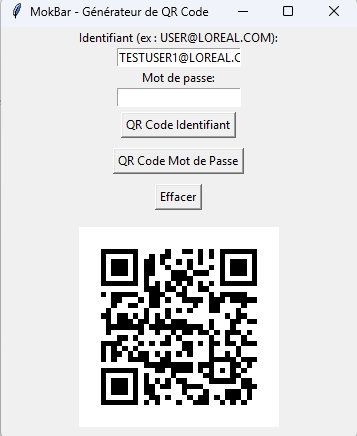 MokBar - Générateur de QR Code
Identifiant (ex : USER@LOREAL.COM):
TESTUSER1@LOREAL.C
Mot de passe:
QR Code Identifiant
QR Code Mot de Passe
Effacer